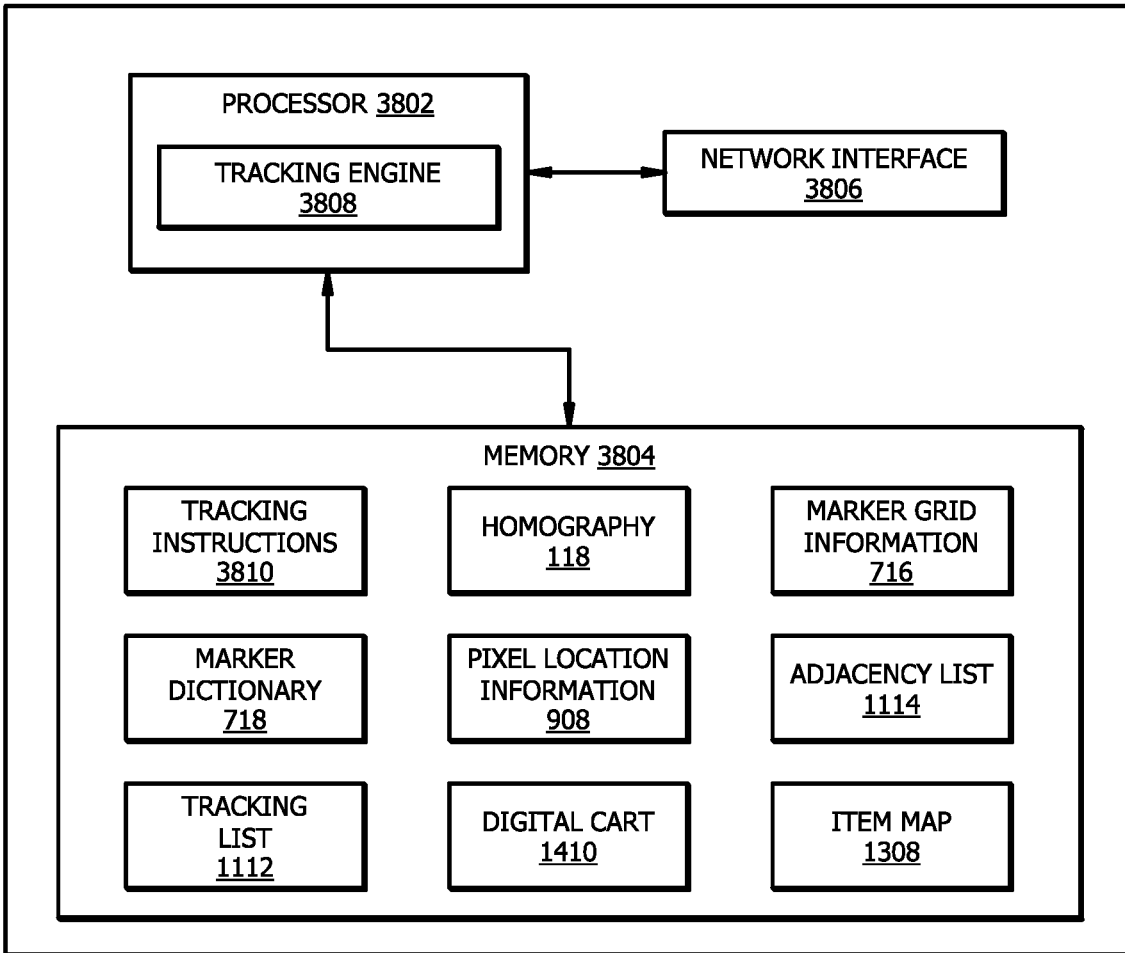 PROCESSOR 3802
TRACKING ENGINE
3808
NETWORK INTERFACE
3806
MEMORY 3804
TRACKING
INSTRUCTIONS
3810
HOMOGRAPHY
118
MARKER GRID
INFORMATION
716
MARKER
DICTIONARY
718
PIXEL LOCATION
INFORMATION
908
ADJACENCY LIST
1114
TRACKING
LIST
1112
DIGITAL CART
1410
ITEM MAP
1308